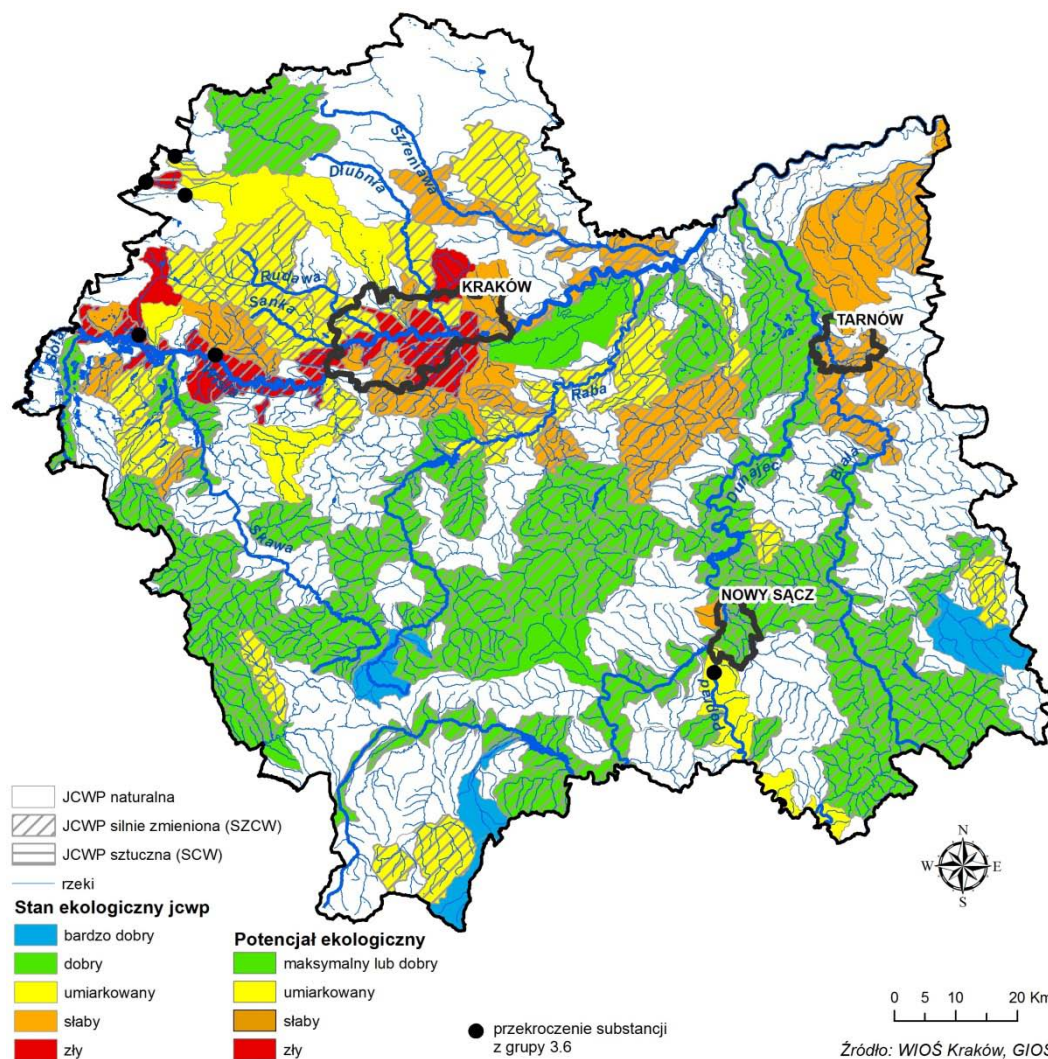 Szreniawa
Dłubnia
Rudawa
Sanka
KRAKÓW
TARNÓW
Soła
Raba
Dunajec
Biała
Skawa
NOWY SĄCZ
Poprad
JCWP naturalna
JCWP silnie zmieniona (SZCW)
JCWP sztuczna (SCW)
rzeki
Stan ekologiczny jcwp
bardzo dobry
dobry
umiarkowany
słaby
zły
Potencjał ekologiczny
maksymalny lub dobry
umiarkowany
słaby
zły
przekroczenie substancji
z grupy 3.6
N
W E
S
0 5 10 20 Km
Źródło: WIOŚ Kraków, GIOŚ